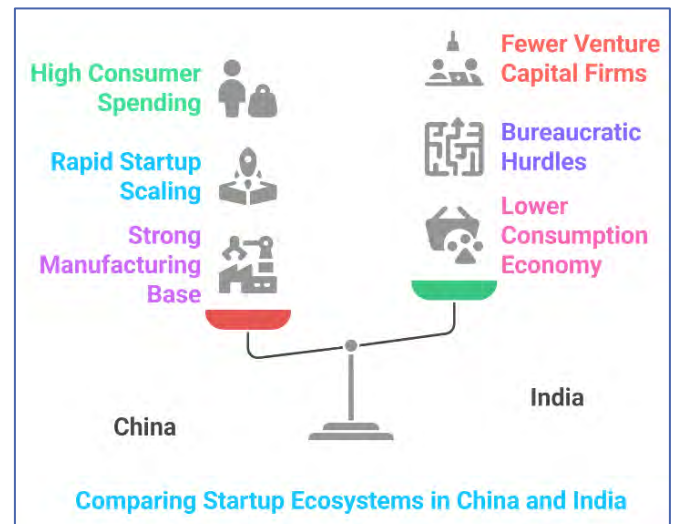 High Consumer
Spending
Rapid Startup
Scaling
Strong
Manufacturing
Base
Fewer Venture
Capital Firms
Bureaucratic
Hurdles
Lower
Consumption
Economy
China
India
Comparing Startup Ecosystems in China and India